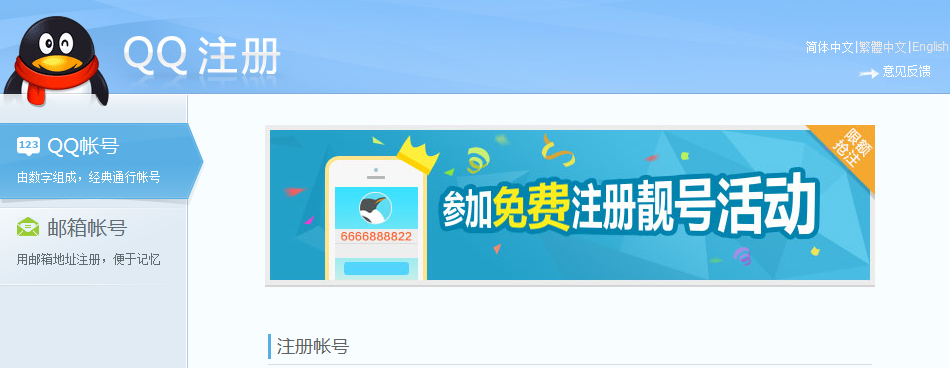 QQ 注册
简体中文|繁體中文|English
意见反馈
123 QQ帐号
由数字组成，经典通行帐号
邮箱帐号
用邮箱地址注册，便于记忆
限额
抢注
6666888822
参加免费注册靓号活动
注册帐号